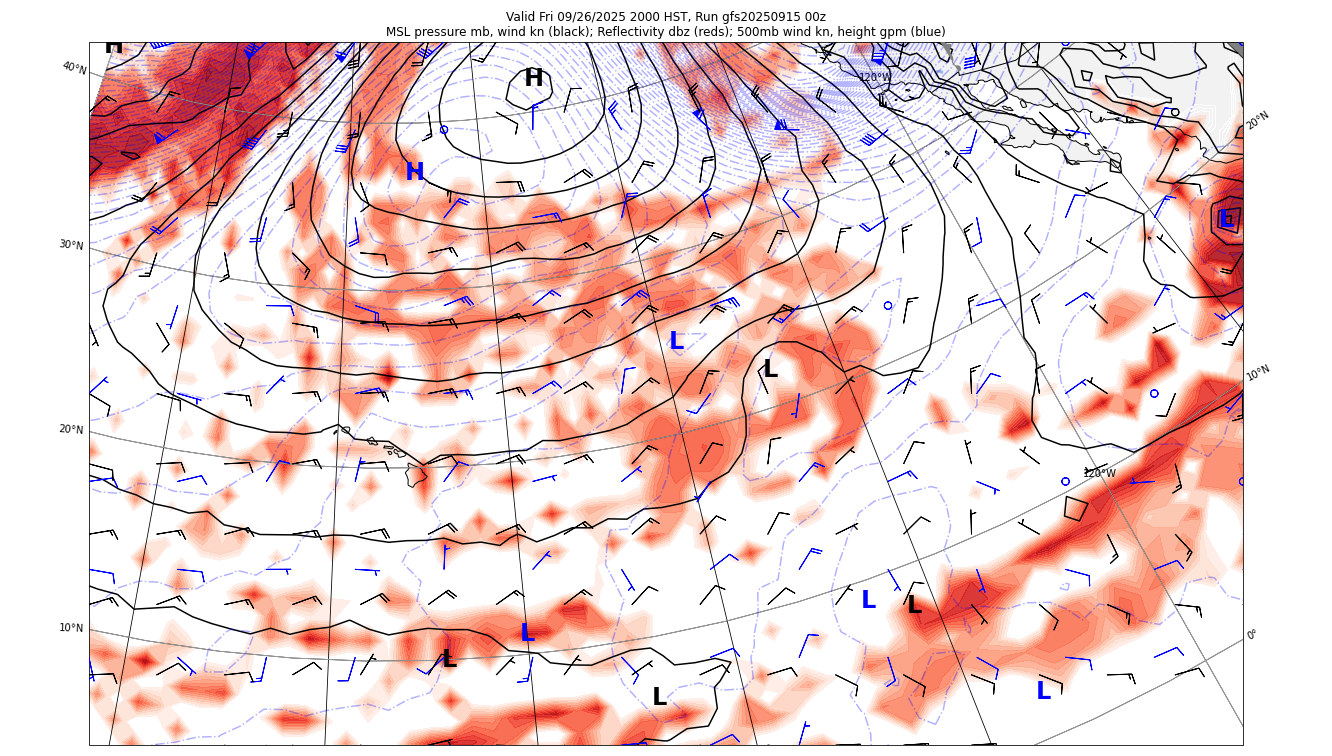 Valid Fri 09/26/2025 2000 HST, Run gfs20250915 00z
MSL pressure mb, wind kn (black); Reflectivity dbz (reds); 500mb wind kn, height gpm (blue)
H
40°N
H
120°W
20°N
H
L
30°N
L
L
10°N
20°N
120°W
L
L
10°N
L
0°
L
L
L